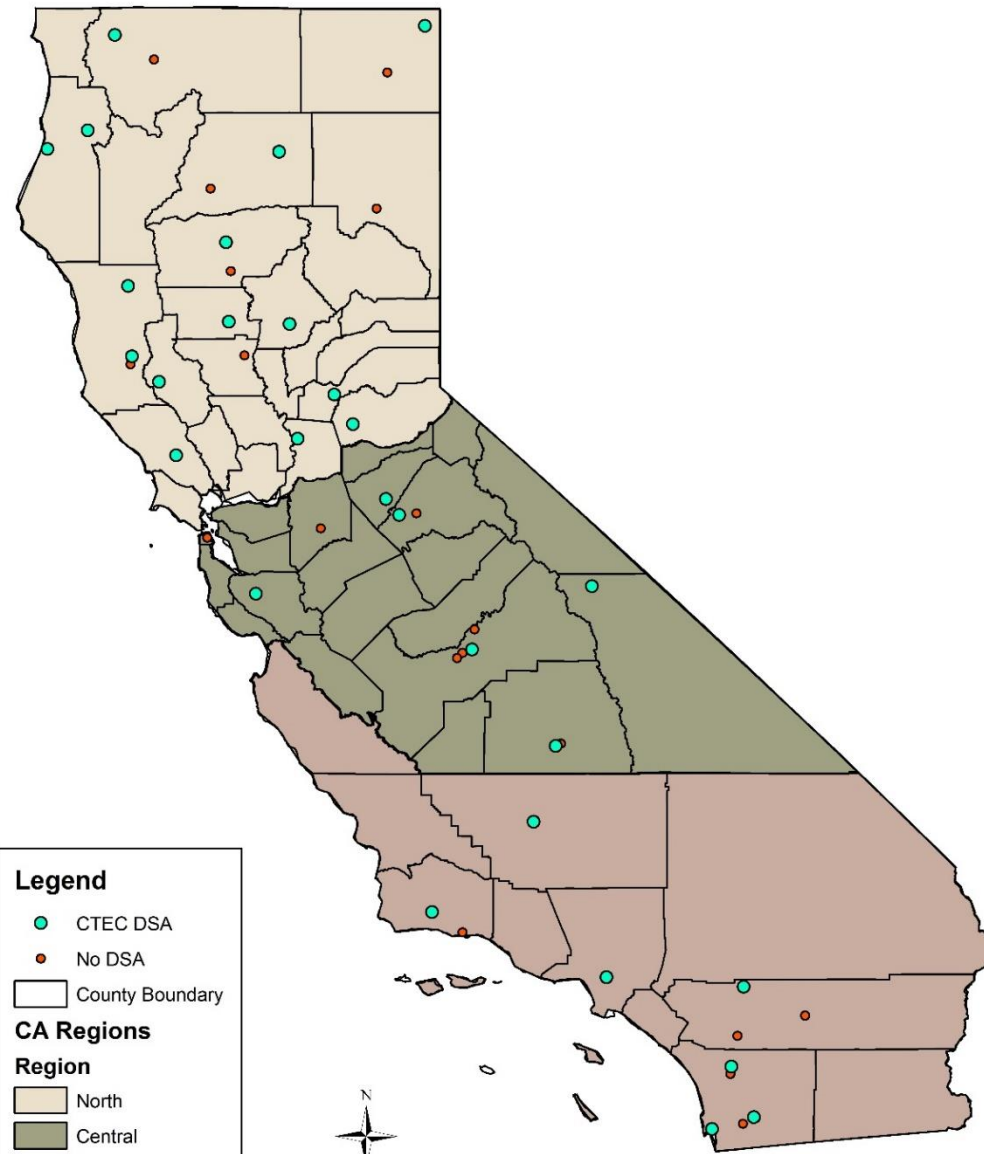 N
Legend
CTEC DSA
No DSA
County Boundary
CA Regions
Region
North
Central